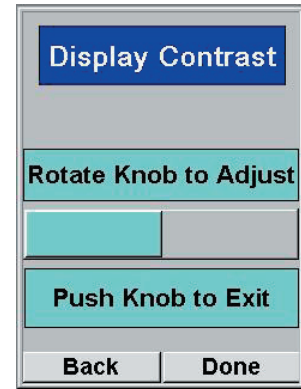 Display Contrast
Rotate Knob to Adjust
Push Knob to Exit
Back Done